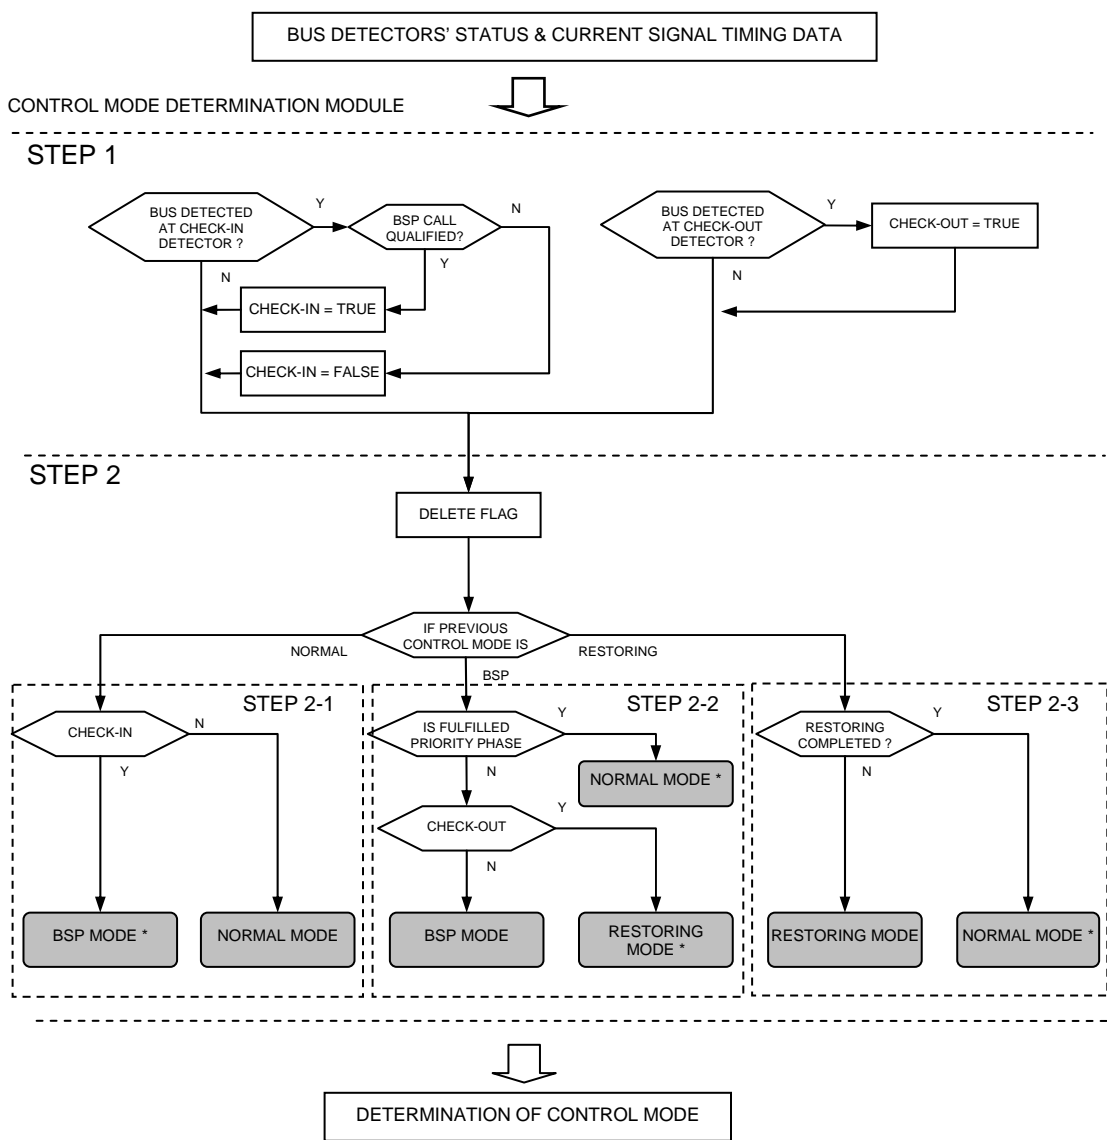 BUS DETECTORS' STATUS & CURRENT SIGNAL TIMING DATA
CONTROL MODE DETERMINATION MODULE
STEP 1
BUS DETECTED
AT CHECK-IN
DETECTOR ?
Y
BSP CALL
QUALIFIED?
N
Y
N
CHECK-IN = TRUE
CHECK-IN = FALSE
BUS DETECTED
AT CHECK-OUT
DETECTOR ?
Y
CHECK-OUT = TRUE
N
STEP 2
DELETE FLAG
IF PREVIOUS
CONTROL MODE IS
NORMAL
BSP
RESTORING
STEP 2-1
CHECK-IN
N
Y
BSP MODE *
NORMAL MODE
STEP 2-2
IS FULFILLED
PRIORITY PHASE
Y
N
NORMAL MODE *
CHECK-OUT
Y
N
BSP MODE
RESTORING
MODE *
STEP 2-3
RESTORING
COMPLETED ?
Y
N
RESTORING MODE
NORMAL MODE *
DETERMINATION OF CONTROL MODE